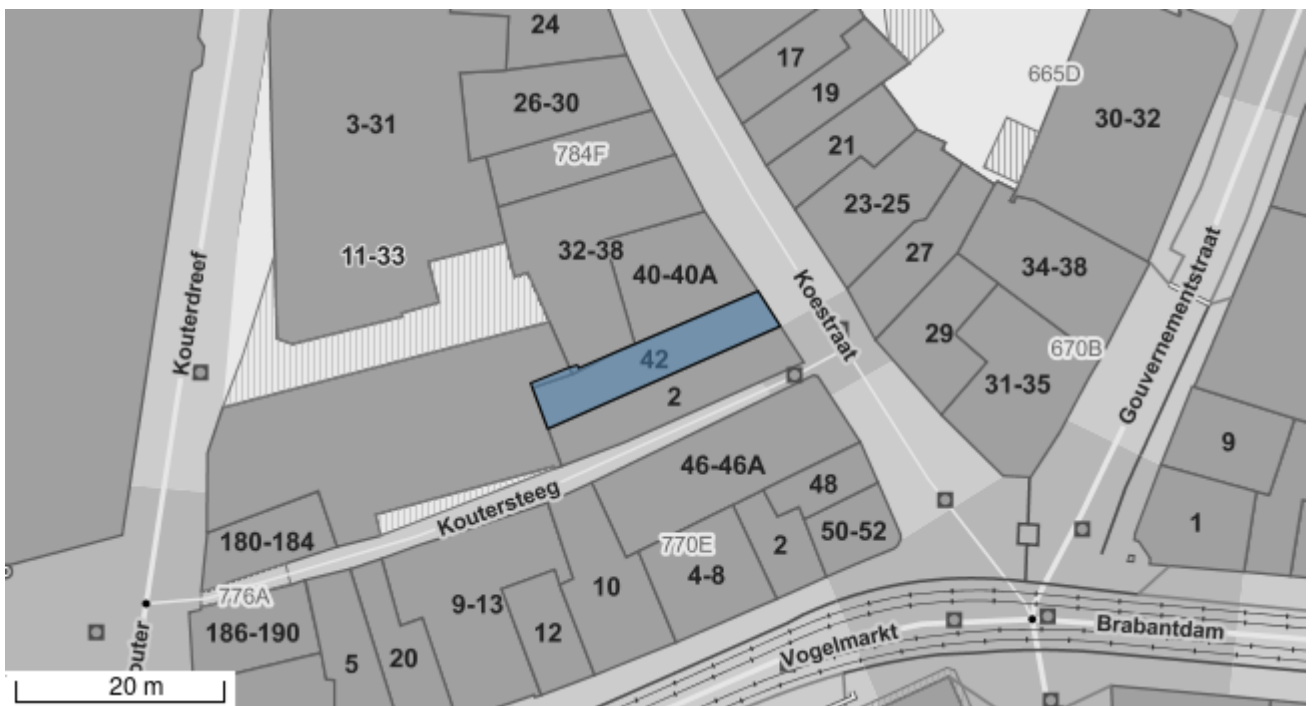 24
17
26-30
19
665D
30-32
3-31
784F
21
23-25
32-38
11-33
27
40-40A
34-38
Kouterdreef
Koestraat
Gouvernementstraat
29
670B
42
31-35
2
9
46-46A
48
Koutersteeg
1
50-52
180-184
770E
2
4-8
10
776A
9-13
186-190
12
Vogelmarkt
Brabantdam
outer
5
20
20 m